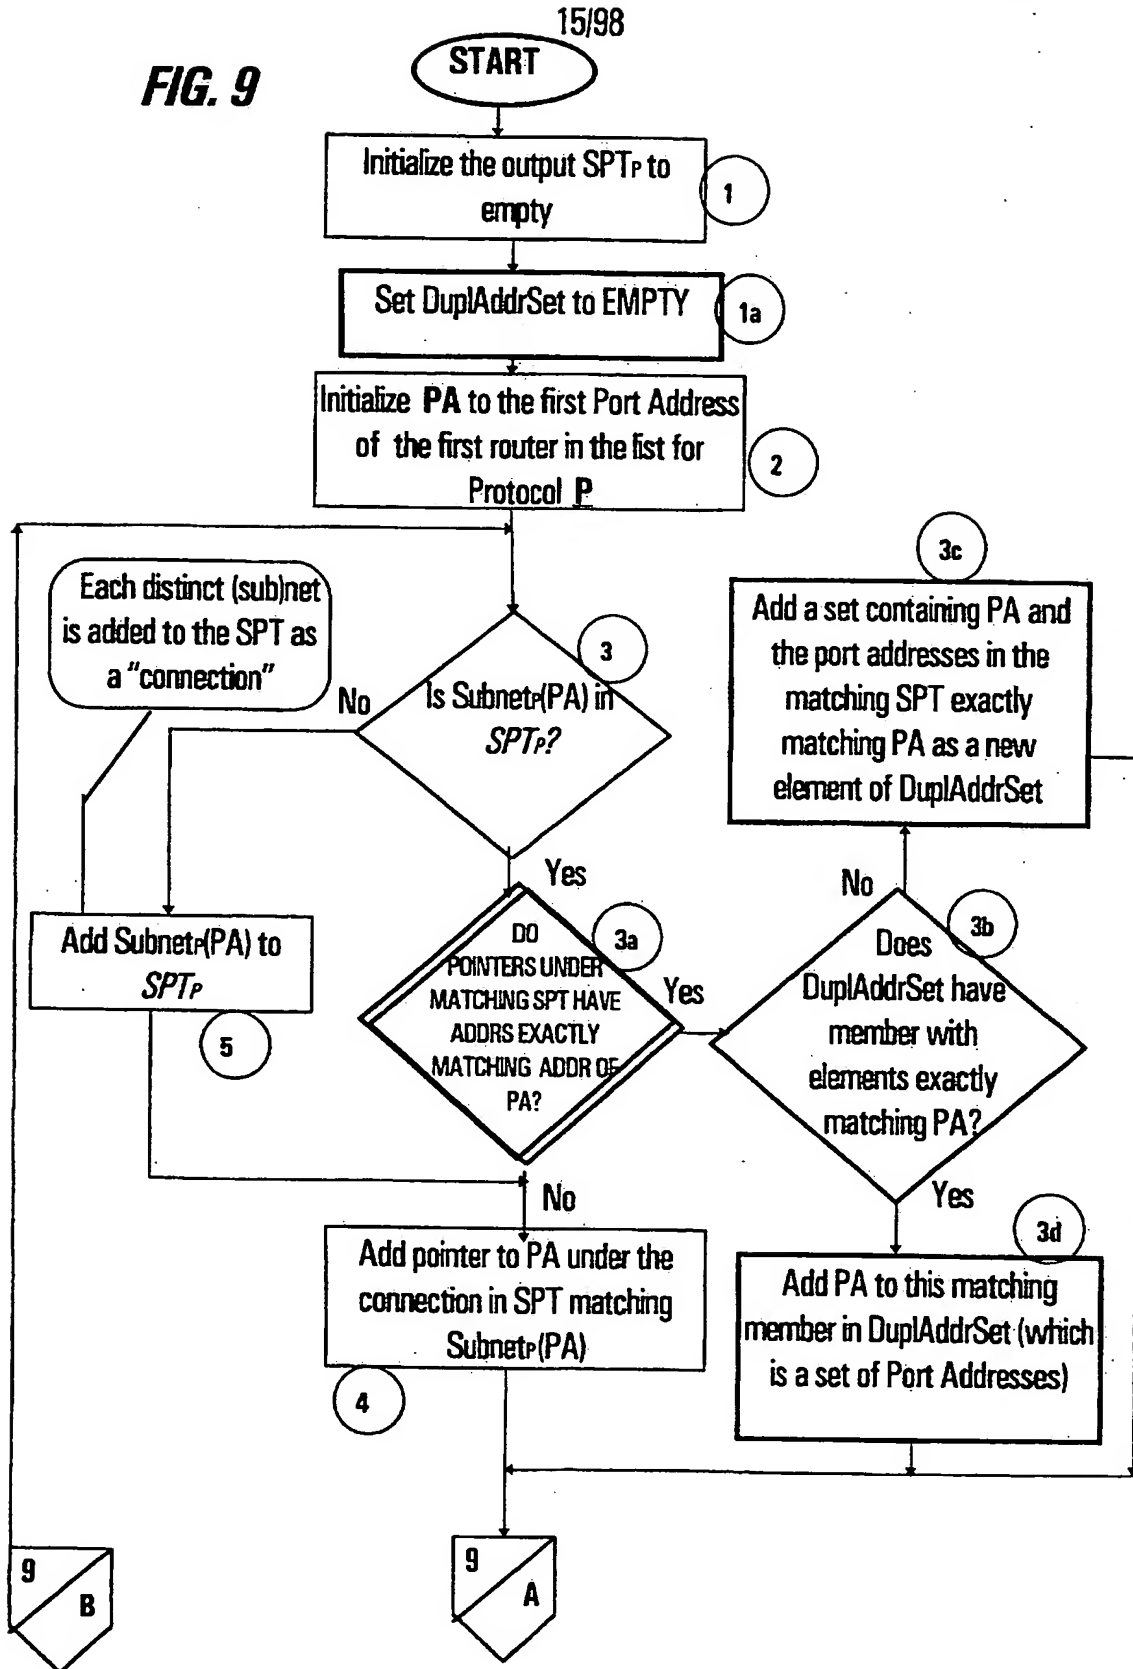 15/98
FIG. 9
START
Initialize the output SPTP to
empty
1
Set DuplAddrSet to EMPTY
1a
Initialize PA to the first Port Address
of the first router in the list for
Protocol P
2
Each distinct (sub)net
is added to the SPT as
a "connection"
3
Is SubnetP(PA) in
SPTP?
No
Yes
3c
Add a set containing PA and
the port addresses in the
matching SPT exactly
matching PA as a new
element of DuplAddrSet
Add SubnetP(PA) to
SPTP
5
3a
DO
POINTERS UNDER
MATCHING SPT HAVE
ADDRS EXACTLY
MATCHING ADDR OF
PA?
Yes
No
No
3b
Does
DuplAddrSet have
member with
elements exactly
matching PA?
Yes
Add pointer to PA under the
connection in SPT matching
SubnetP(PA)
4
3d
Add PA to this matching
member in DuplAddrSet (which
is a set of Port Addresses)
9
B
9
A